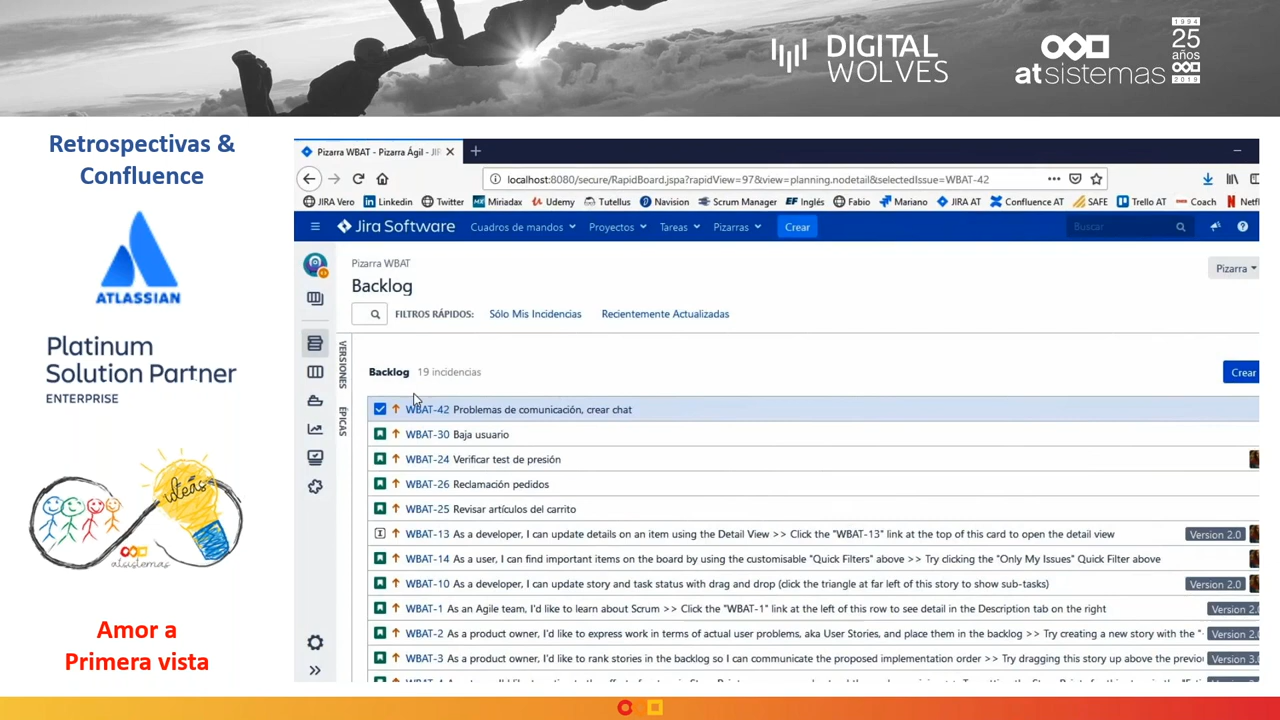 DIGITAL
WOLVES
atsistemas
1994
25
años
2019
Retrospectivas &
Confluence
ATLASSIAN
Platinum
Solution Partner
ENTERPRISE
ideas
atsistemas
Amor a
Primera vista
Pizarra WBAT - Pizarra Ágil - JIR
localhost:8080/secure/RapidBoard.jspa?rapidView=97&view=planning.nodetail&selectedIssue=WBAT-42
JIRA Vero Linkedin Twitter MX Miriadax Udemy Tutellus Navision Scrum Manager EF Inglés Fabio Mariano JIRA AT Confluence AT SAFE Trello AT Coach Netfl
Jira Software Cuadros de mandos Proyectos Tareas Pizarras Crear Buscar
Pizarra WBAT
Pizarra
Backlog
FILTROS RÁPIDOS: Sólo Mis Incidencias Recientemente Actualizadas
VERSIONES
ÉPICAS
Backlog 19 incidencias Crear
WBAT-42 Problemas de comunicación, crear chat
WBAT-30 Baja usuario
WBAT-24 Verificar test de presión
WBAT-26 Reclamación pedidos
WBAT-25 Revisar artículos del carrito
WBAT-13 As a developer, I can update details on an item using the Detail View >> Click the "WBAT-13" link at the top of this card to open the detail view Version 2.0
WBAT-14 As a user, I can find important items on the board by using the customisable "Quick Filters" above >> Try clicking the "Only My Issues" Quick Filter above
WBAT-10 As a developer, I can update story and task status with drag and drop (click the triangle at far left of this story to show sub-tasks) Version 2.0
WBAT-1 As an Agile team, I'd like to learn about Scrum >> Click the "WBAT-1" link at the left of this row to see detail in the Description tab on the right Version 2.0
WBAT-2 As a product owner, I'd like to express work in terms of actual user problems, aka User Stories, and place them in the backlog >> Try creating a new story with the "- Version 2.0
WBAT-3 As a product owner, I'd like to rank stories in the backlog so I can communicate the proposed implementation order >> Try dragging this story up above the previou Version 3.0